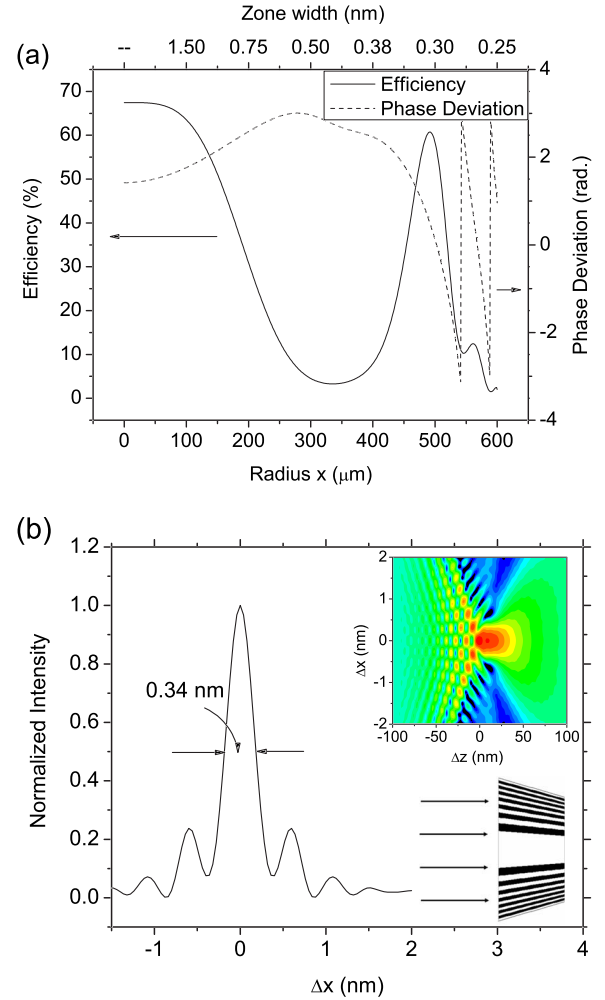 Zone width (nm)
(a)
-- 1.50 0.75 0.50 0.38 0.30 0.25
Efficiency
Phase Deviation
70
60
50
40
30
20
10
0
Efficiency (%)
4
2
0
-2
-4
Phase Deviation (rad.)
0 100 200 300 400 500 600
Radius x (μm)
(b)
1.2
1.0
0.8
0.6
0.4
0.2
0.0
Normalized Intensity
0.34 nm
2
1
0
-1
-2
Δx (nm)
-100 -50 0 50 100
Δz (nm)
-1 0 1 2 3 4
Δx (nm)